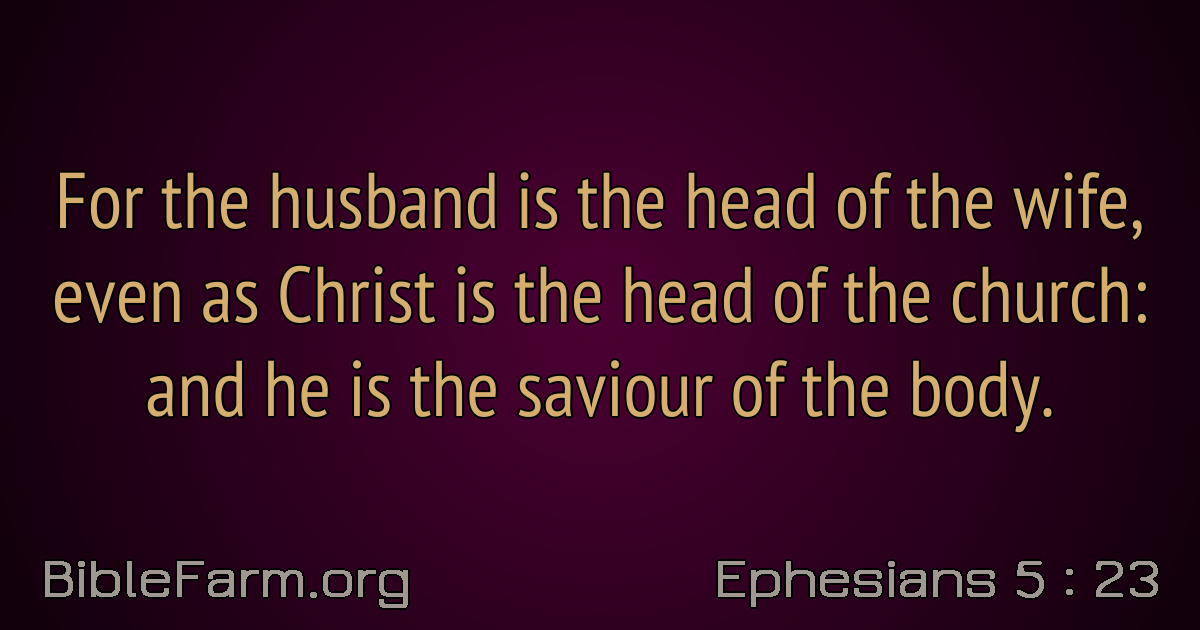 For the husband is the head of the wife,
even as Christ is the head of the church:
and he is the saviour of the body.
BibleFarm.org
Ephesians 5 : 23